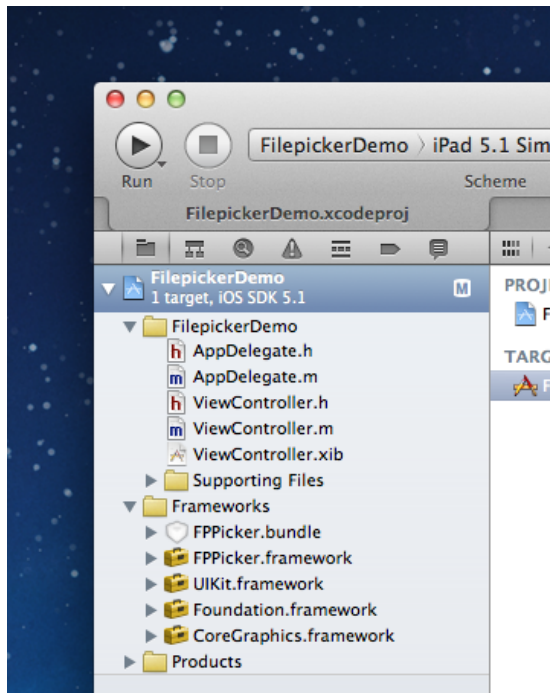 FilepickerDemo
iPad 5.1 Sim
Run
Stop
Scheme
FilepickerDemo.xcodeproj
FilepickerDemo
1 target, iOS SDK 5.1
M
FilepickerDemo
h AppDelegate.h
m AppDelegate.m
h ViewController.h
m ViewController.m
ViewController.xib
Supporting Files
Frameworks
FPPicker.bundle
FPPicker.framework
UIKit.framework
Foundation.framework
CoreGraphics.framework
Products
PROJ
F
TARG
F